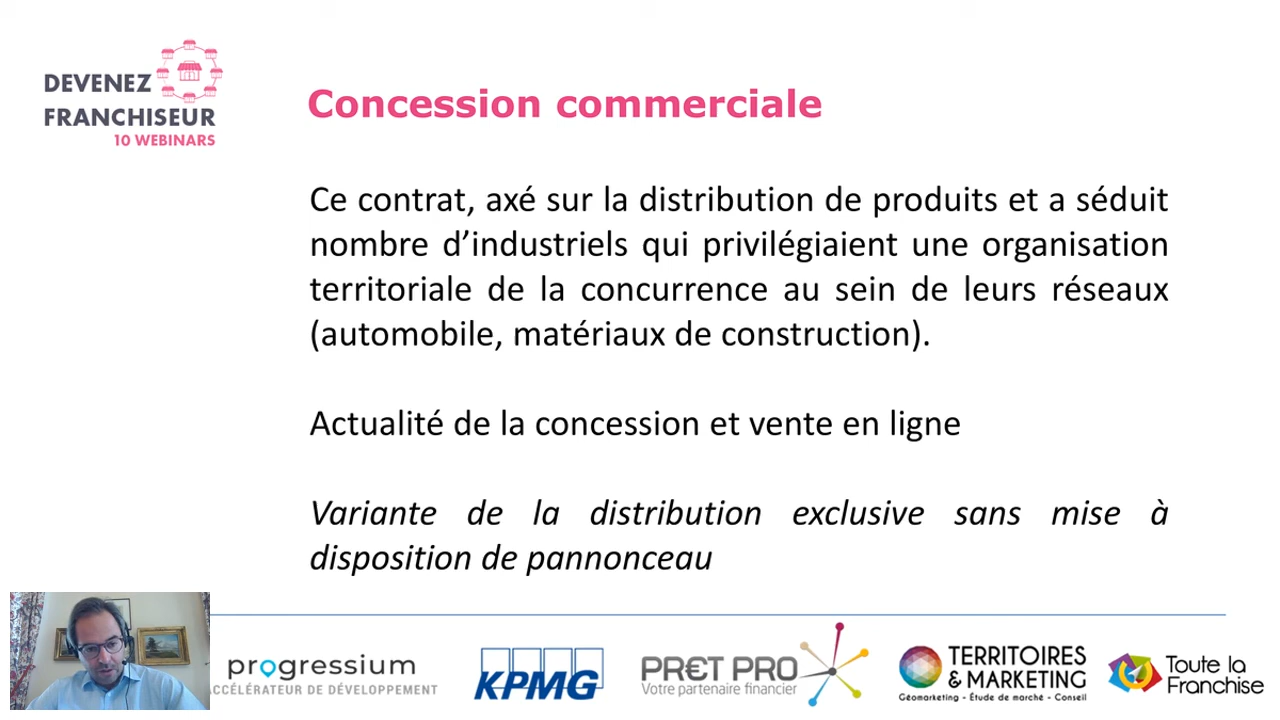 DEVENEZ
FRANCHISEUR
10 WEBINARS
Concession commerciale
Ce contrat, axé sur la distribution de produits et a séduit
nombre d’industriels qui privilégiaient une organisation
territoriale de la concurrence au sein de leurs réseaux
(automobile, matériaux de construction).
Actualité de la concession et vente en ligne
Variante de la distribution exclusive sans mise à
disposition de pannonceau
progressium
ACCÉLÉRATEUR DE DÉVELOPPEMENT
KPMG
PR€T PRO
Votre partenaire financier
TERRITOIRES
& MARKETING
Géomarketing - Étude de marché - Conseil
Toute la
Franchise